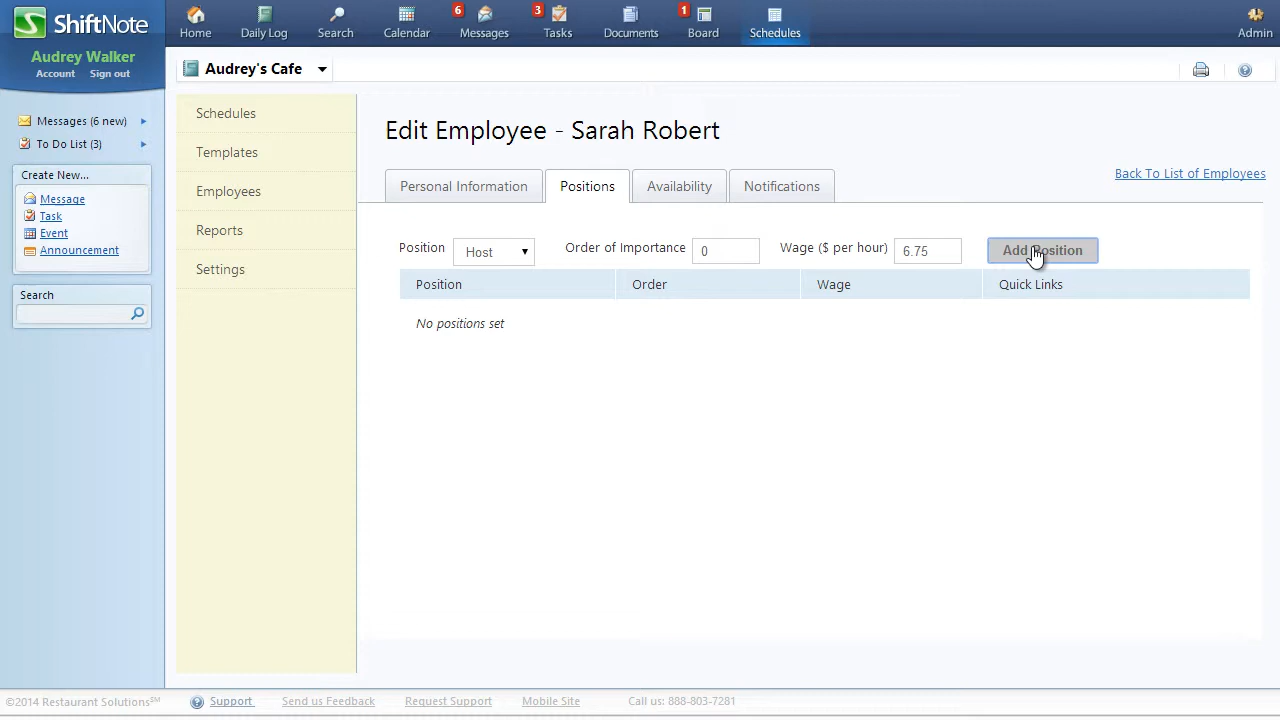 ShiftNote
Audrey Walker
Account Sign out
Home
Daily Log
Search
Calendar
6
Messages
3
Tasks
Documents
1
Board
Schedules
Admin
Audrey's Cafe
Messages (6 new)
To Do List (3)
Create New...
Message
Task
Event
Announcement
Search
Schedules
Templates
Employees
Reports
Settings
Edit Employee - Sarah Robert
Back To List of Employees
Personal Information Positions Availability Notifications
Position Host Order of Importance 0 Wage ($ per hour) 6.75 Add Position
Position Order Wage Quick Links
No positions set
©2014 Restaurant Solutions℠ Support Send us Feedback Request Support Mobile Site Call us: 888-803-7281